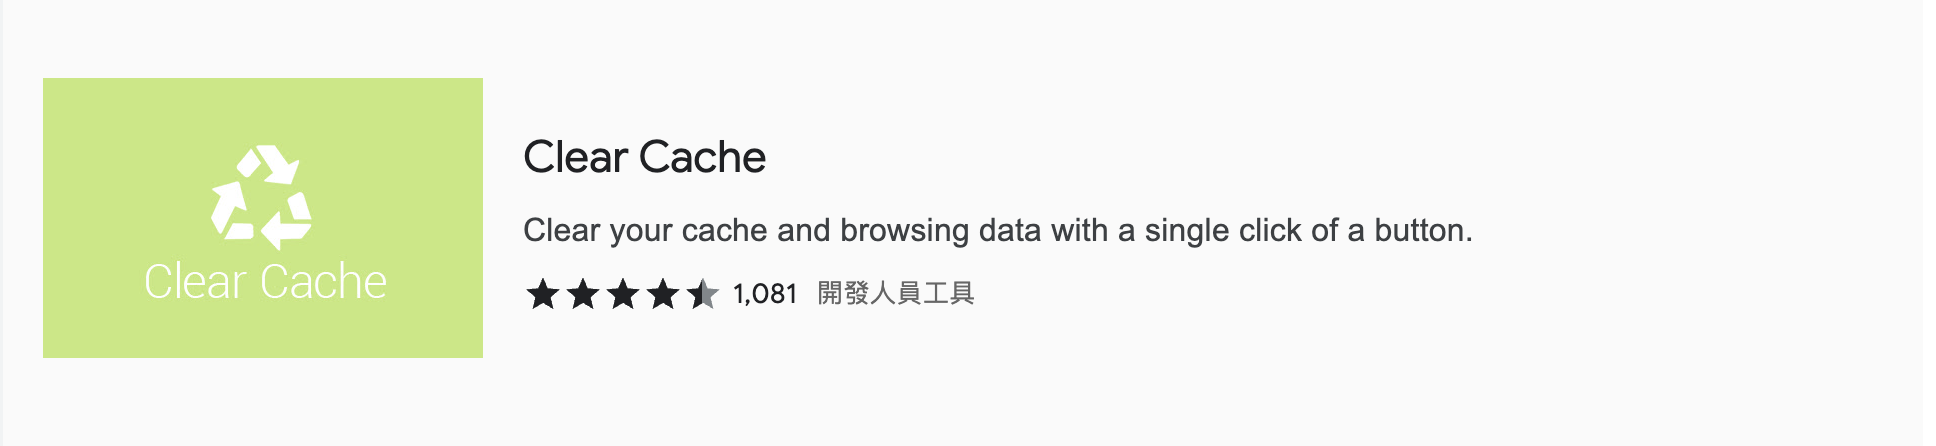 Clear Cache
Clear Cache
Clear your cache and browsing data with a single click of a button.
1,081 開發人員工具